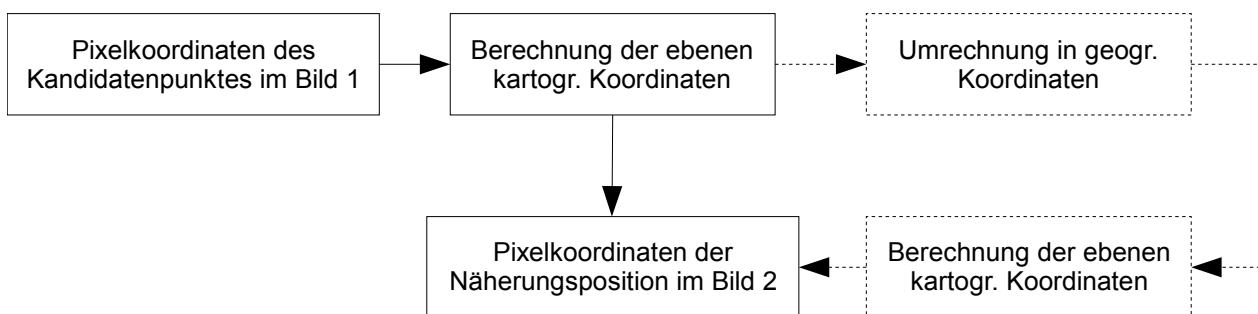 Pixelkoordinaten des
Kandidatenpunktes im Bild 1
Berechnung der ebenen
kartogr. Koordinaten
Umrechnung in geogr.
Koordinaten
Pixelkoordinaten der
Näherungsposition im Bild 2
Berechnung der ebenen
kartogr. Koordinaten